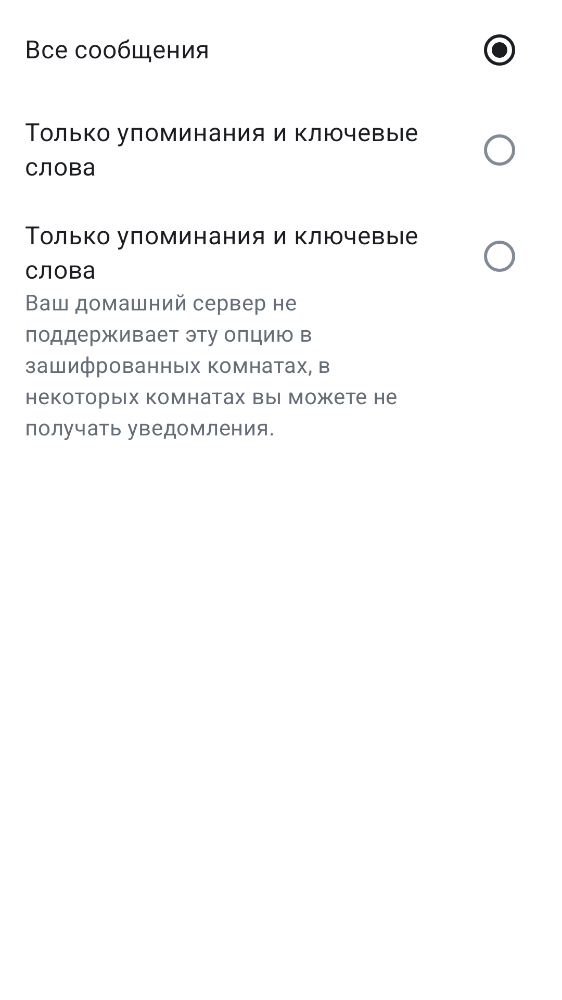 Все сообщения
Только упоминания и ключевые
слова
Только упоминания и ключевые
слова
Ваш домашний сервер не
поддерживает эту опцию в
зашифрованных комнатах, в
некоторых комнатах вы можете не
получать уведомления.